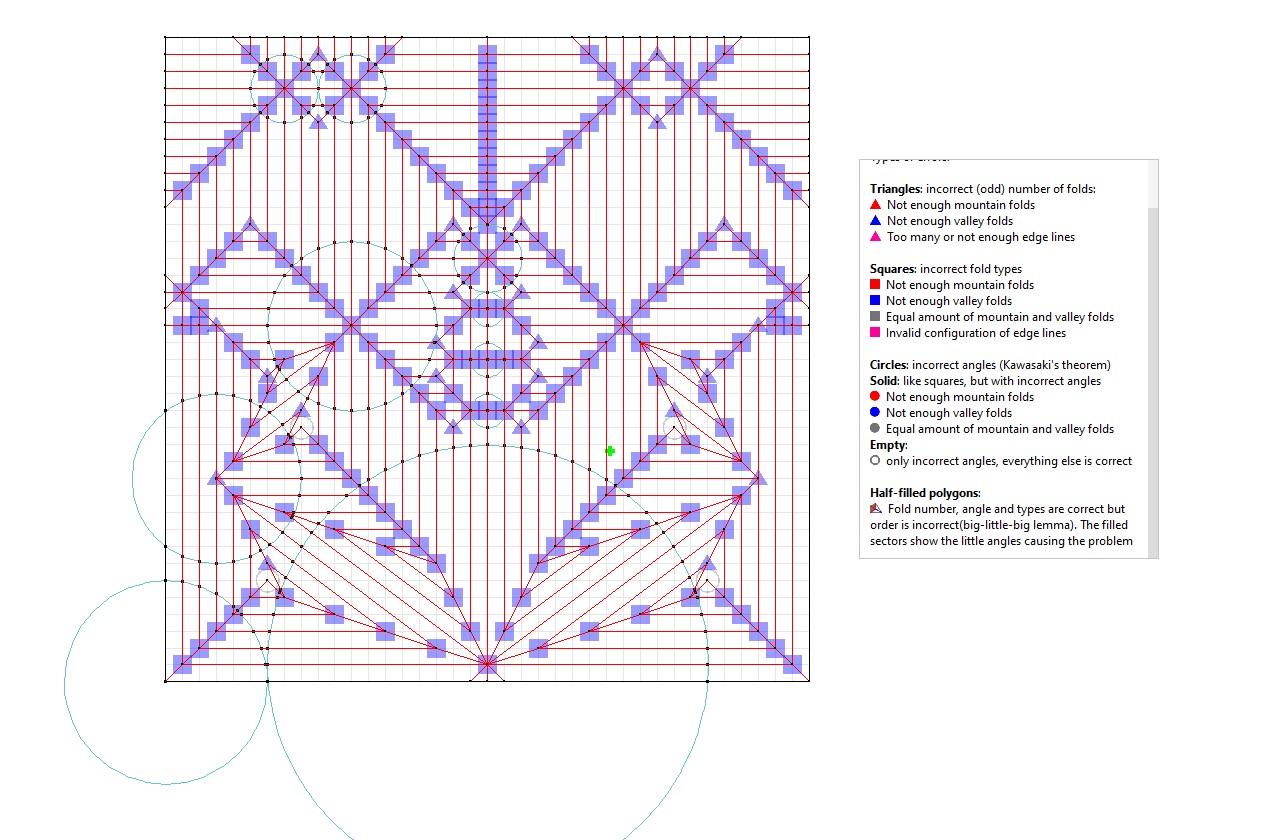 Triangles: incorrect (odd) number of folds:
Not enough mountain folds
Not enough valley folds
Too many or not enough edge lines
Squares: incorrect fold types
Not enough mountain folds
Not enough valley folds
Equal amount of mountain and valley folds
Invalid configuration of edge lines
Circles: incorrect angles (Kawasaki's theorem)
Solid: like squares, but with incorrect angles
Not enough mountain folds
Not enough valley folds
Equal amount of mountain and valley folds
Empty:
only incorrect angles, everything else is correct
Half-filled polygons:
Fold number, angle and types are correct but
order is incorrect(big-little-big lemma). The filled
sectors show the little angles causing the problem